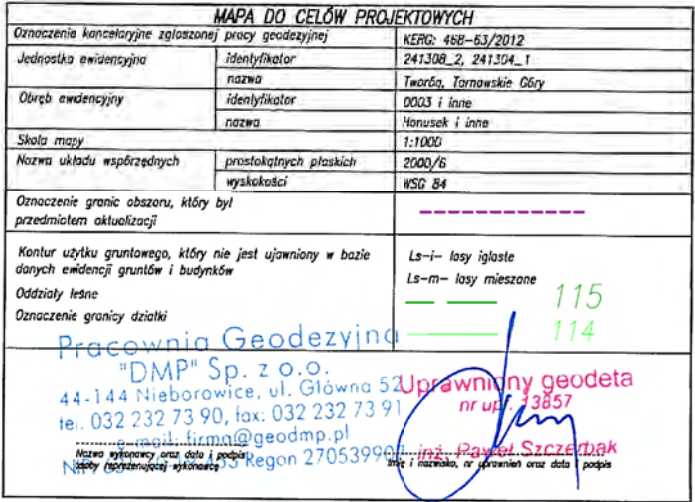 MAPA DO CELÓW PROJEKTOWYCH
Oznaczenie kancelaryjne zgłoszonej pracy geodezyjnej KERG: 468-63/2012
Jednostka ewidencyjna identyfikator 241308_2, 241304_1
nazwa Tworóg, Tarnowskie Góry
Obręb ewidencyjny identyfikator 0003 i inne
nazwa Hanusek i inne
Skala mapy 1:1000
Nazwa układu współrzędnych prostokątnych płaskich 2000/6
wysokości WSG 84
Oznaczenie granic obszaru, który był
przedmiotem aktualizacji
Kontur użytku gruntowego, który nie jest ujawniony w bazie
danych ewidencji gruntów i budynków
Ls-i- lasy iglaste
Ls-m- lasy mieszane
Oddziały leśne 115
Oznaczenie granicy działki 114
Pracownia Geodezyjna
"DMP" Sp. z o.o.
44-144 Nieborowice, ul. Główna 52
tel. 032 232 73 90, fax: 032 232 73 91
e-mail: firma@geodmp.pl
NIP Regon 270539900
Nazwa wykonawcy oraz data i podpis
osoby reprezentującej wykonawcę
Uprawniony geodeta
nr upr. 13857
inż. Paweł Szczerbak
Imię i nazwisko, nr uprawnień oraz data i podpis